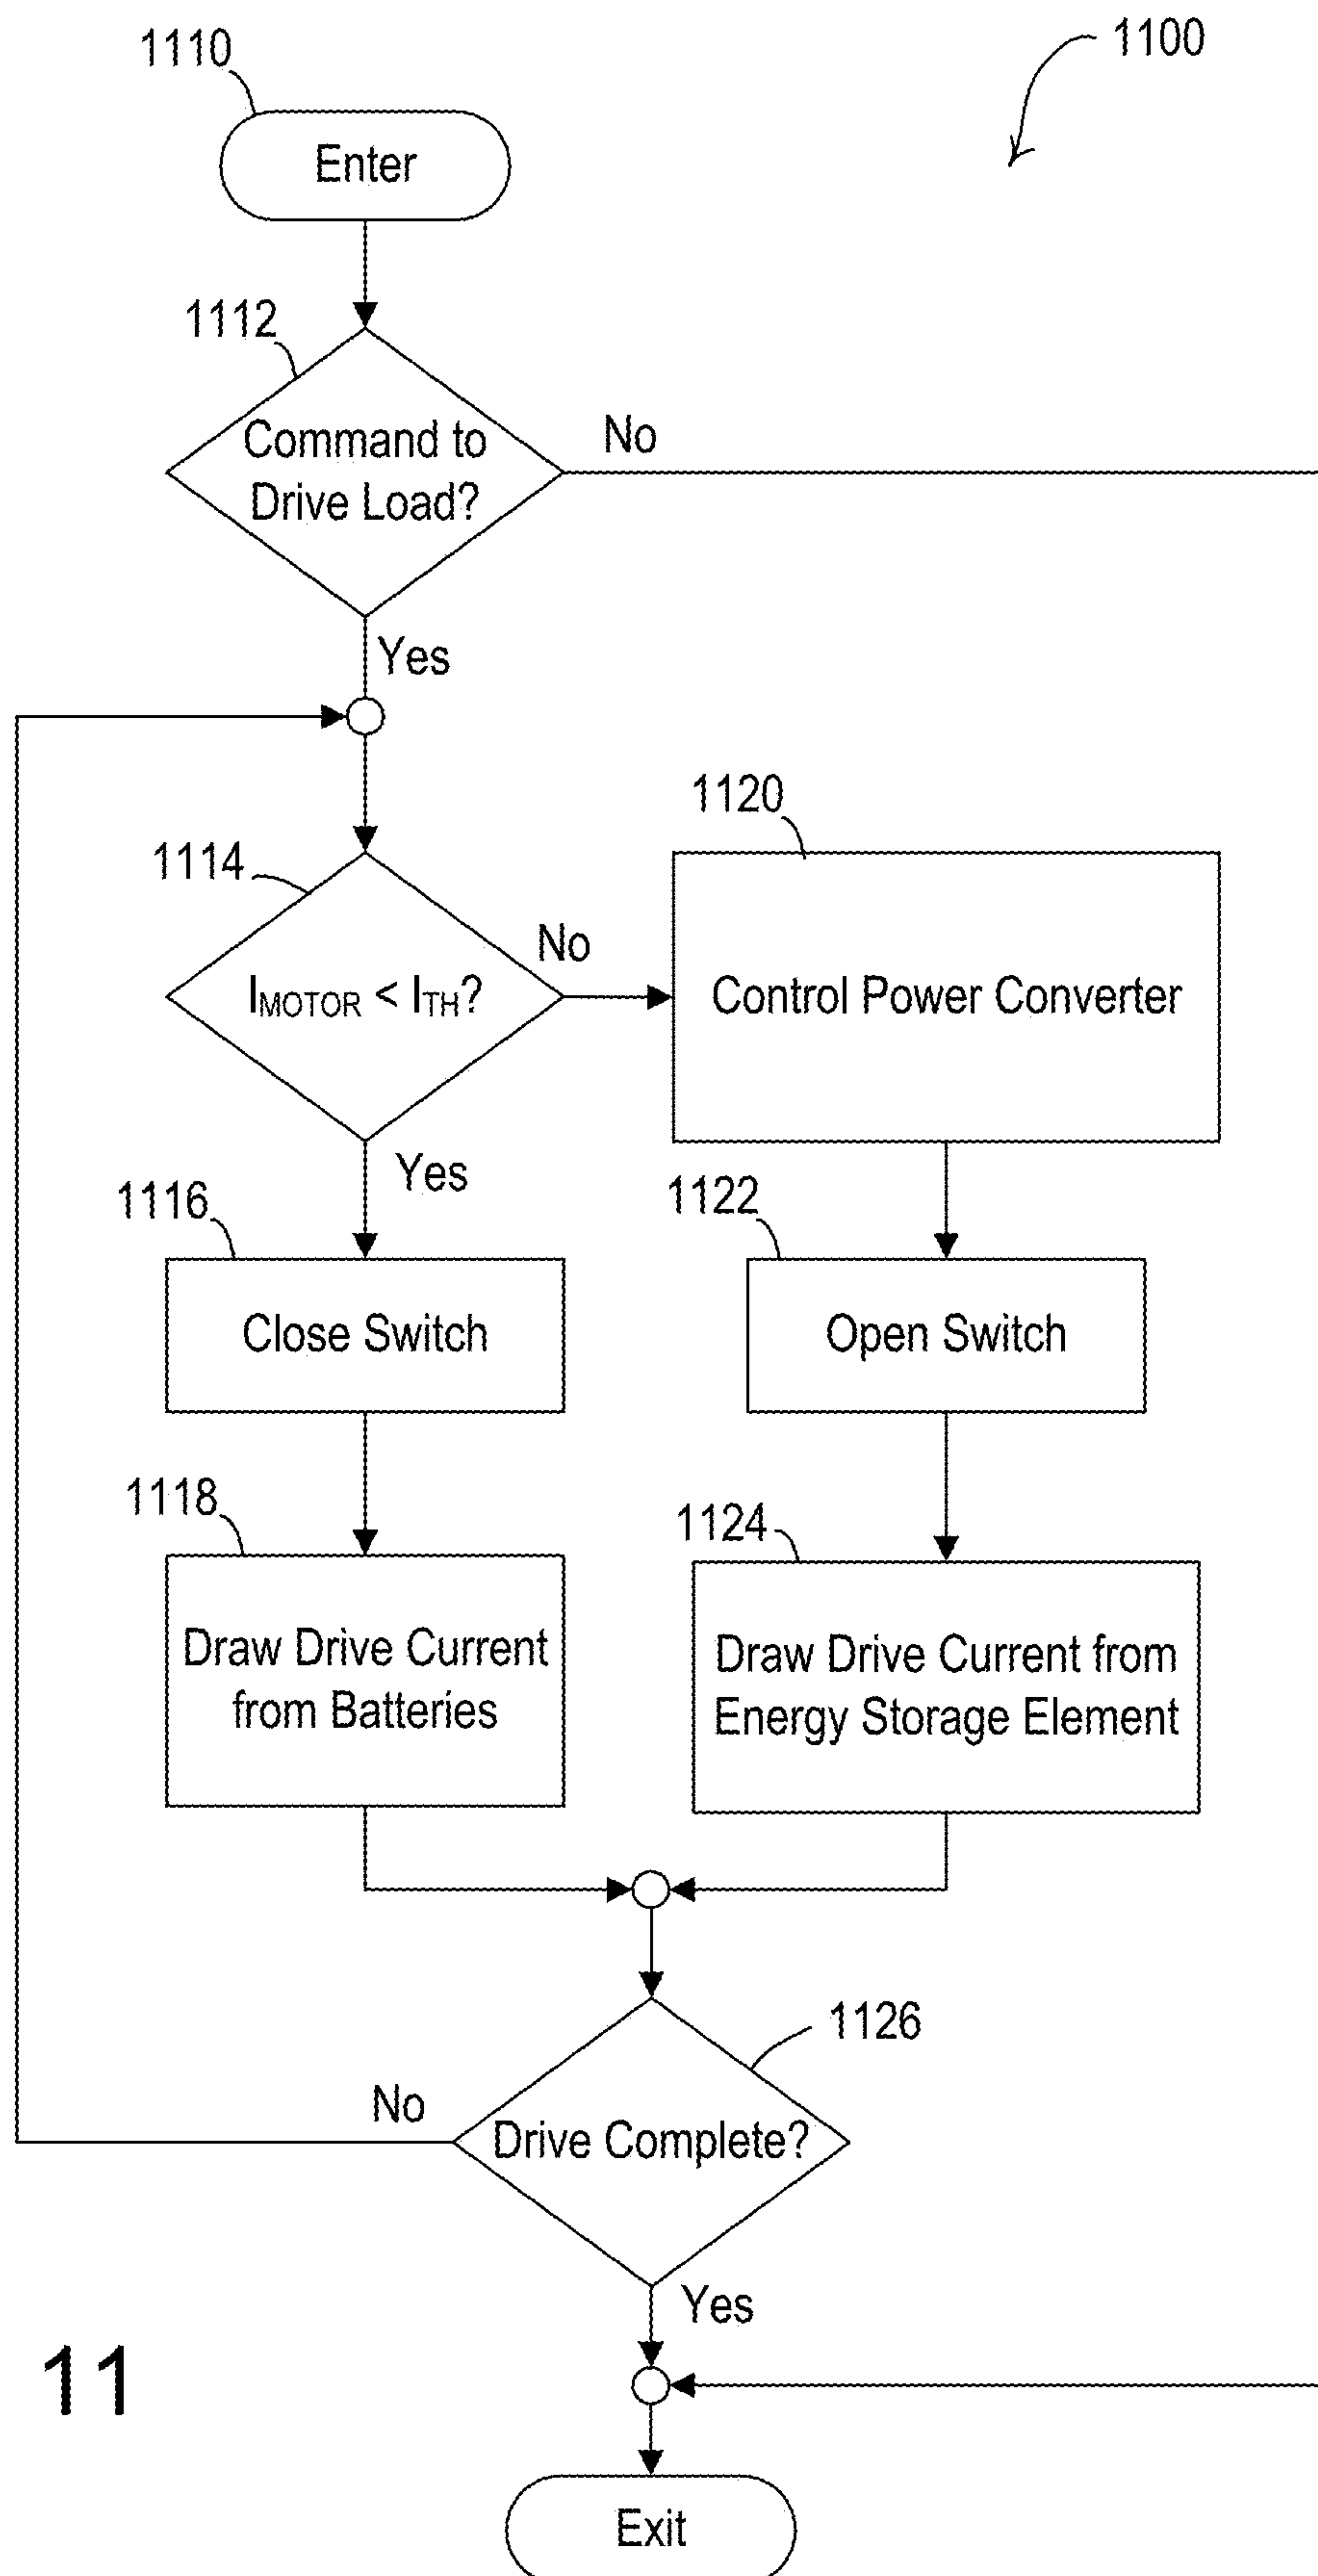 1110
1100
Enter
1112
Command to
Drive Load?
No
Yes
1114
IMOTOR < ITH?
No
1120
Control Power Converter
Yes
1116
Close Switch
1122
Open Switch
1118
Draw Drive Current
from Batteries
1124
Draw Drive Current from
Energy Storage Element
1126
Drive Complete?
No
Yes
11
Exit